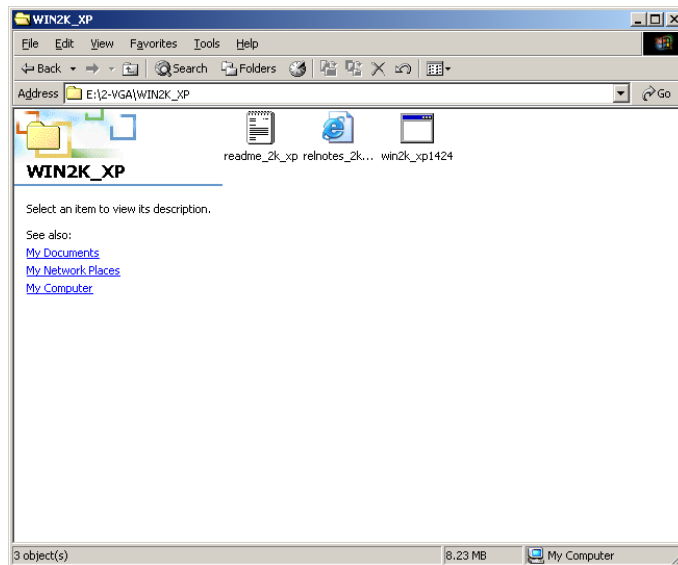 WIN2K_XP
File Edit View Favorites Tools Help
Back Search Folders
Address E:\2-VGA\WIN2K_XP Go
readme_2k_xp relnotes_2k... win2k_xp1424
WIN2K_XP
Select an item to view its description.
See also:
My Documents
My Network Places
My Computer
3 object(s) 8.23 MB My Computer